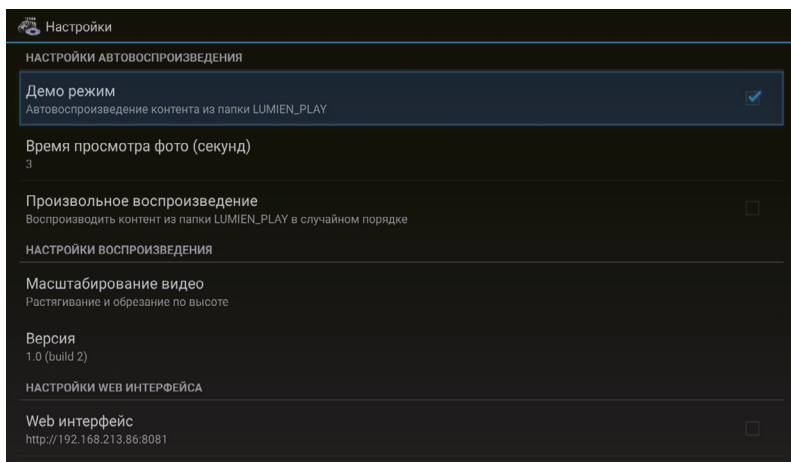 Настройки
НАСТРОЙКИ АВТОВОСПРОИЗВЕДЕНИЯ
Демо режим
Автовоспроизведение контента из папки LUMIEN_PLAY
Время просмотра фото (секунд)
3
Произвольное воспроизведение
Воспроизводить контент из папки LUMIEN_PLAY в случайном порядке
НАСТРОЙКИ ВОСПРОИЗВЕДЕНИЯ
Масштабирование видео
Растягивание и обрезание по высоте
Версия
1.0 (build 2)
НАСТРОЙКИ WEB ИНТЕРФЕЙСА
Web интерфейс
http://192.168.213.86:8081